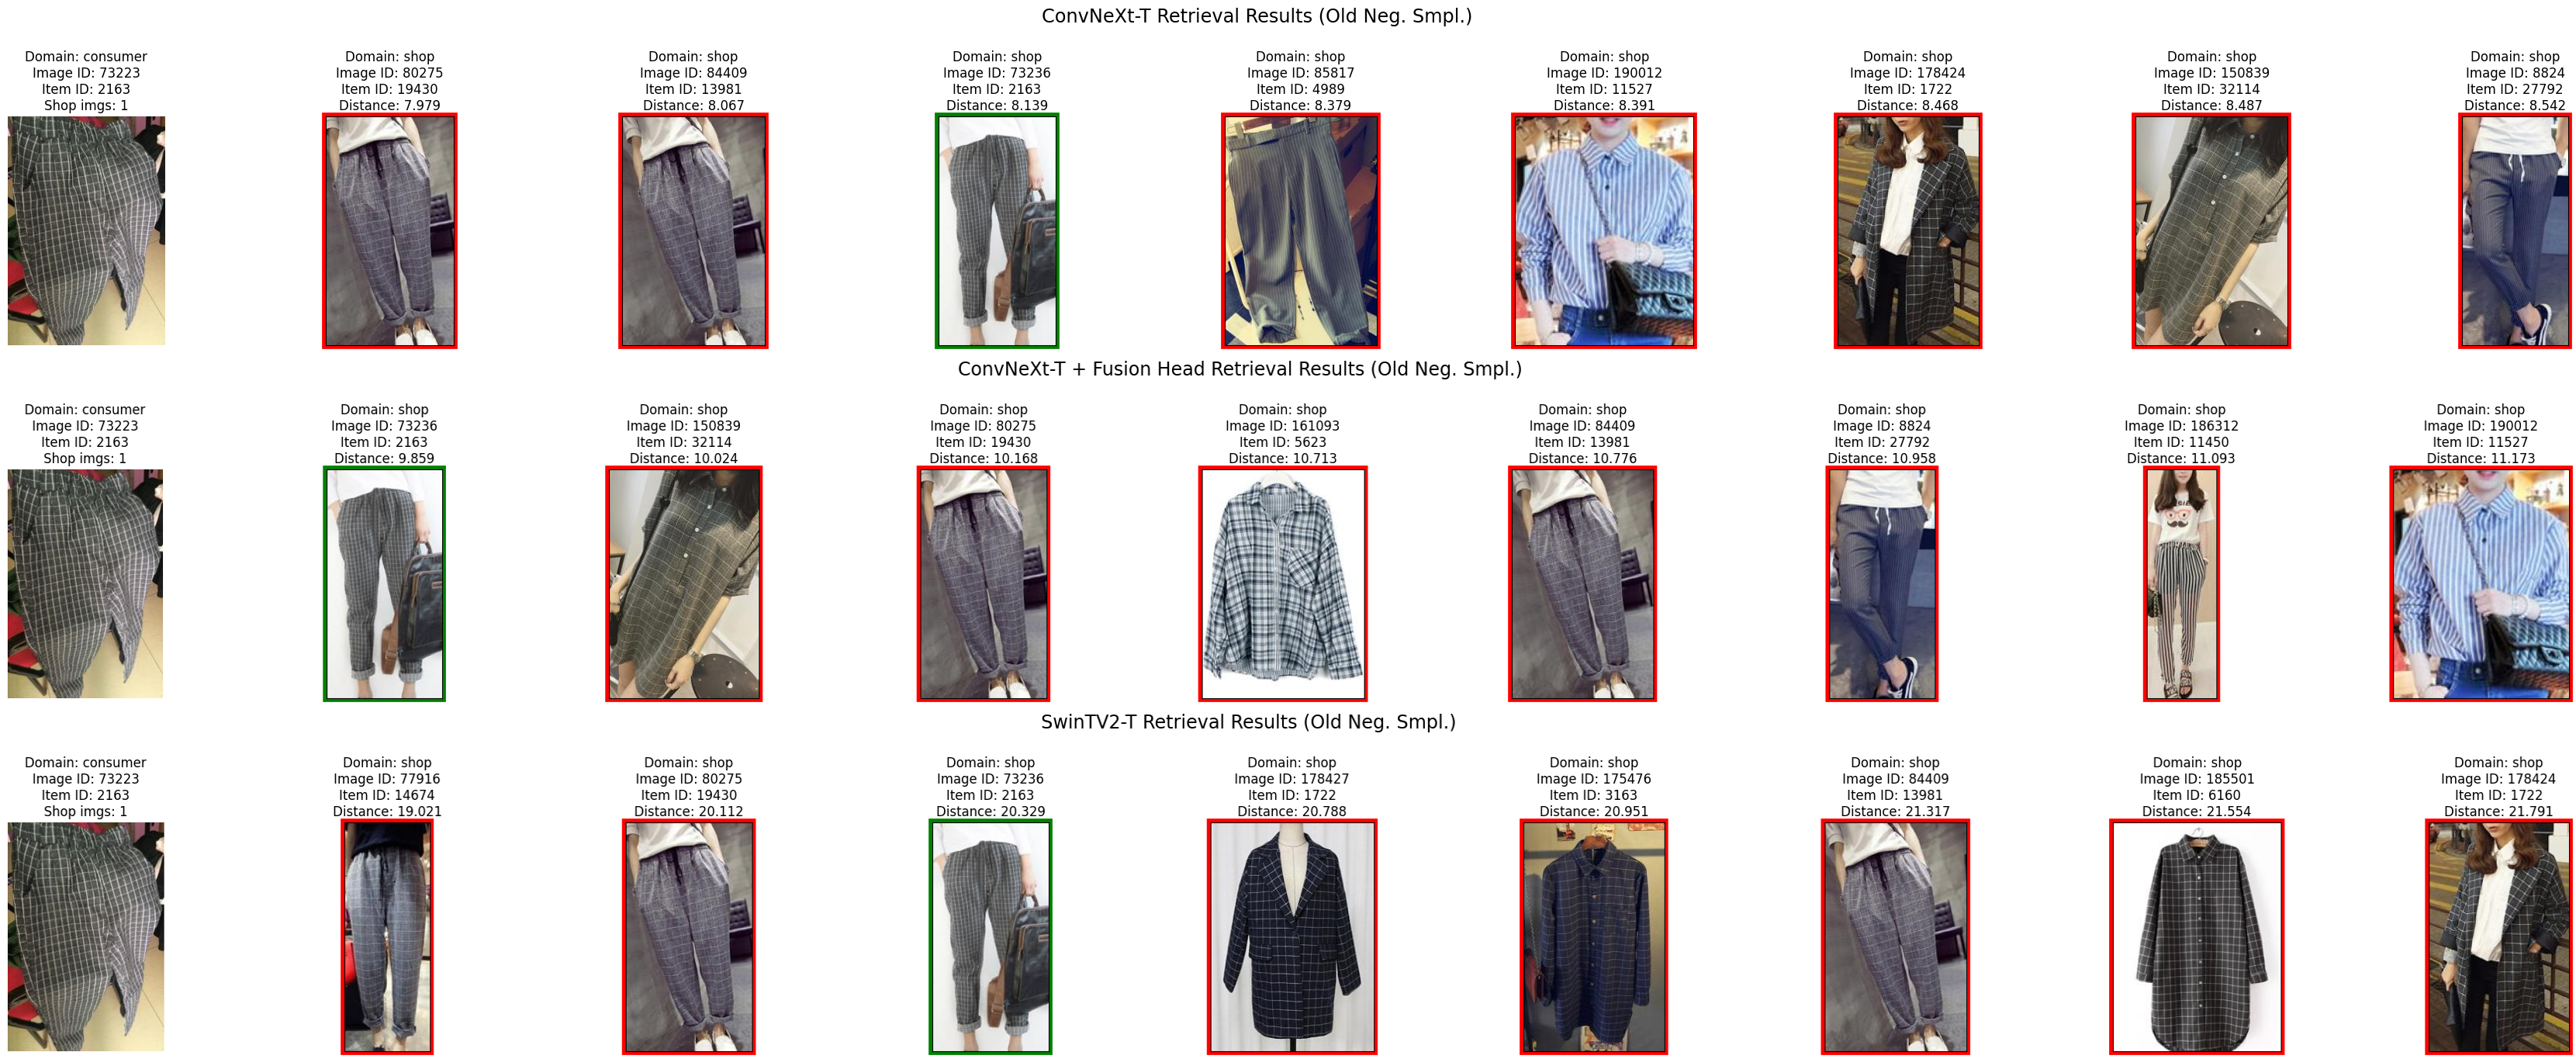 ConvNeXt-T Retrieval Results (Old Neg. Smpl.)
Domain: consumer
Image ID: 73223
Item ID: 2163
Shop imgs: 1
Domain: shop
Image ID: 80275
Item ID: 19430
Distance: 7.979
Domain: shop
Image ID: 84409
Item ID: 13981
Distance: 8.067
Domain: shop
Image ID: 73236
Item ID: 2163
Distance: 8.139
Domain: shop
Image ID: 85817
Item ID: 4989
Distance: 8.379
Domain: shop
Image ID: 190012
Item ID: 11527
Distance: 8.391
Domain: shop
Image ID: 178424
Item ID: 1722
Distance: 8.468
Domain: shop
Image ID: 150839
Item ID: 32114
Distance: 8.487
Domain: shop
Image ID: 8824
Item ID: 27792
Distance: 8.542
ConvNeXt-T + Fusion Head Retrieval Results (Old Neg. Smpl.)
Domain: consumer
Image ID: 73223
Item ID: 2163
Shop imgs: 1
Domain: shop
Image ID: 73236
Item ID: 2163
Distance: 9.859
Domain: shop
Image ID: 150839
Item ID: 32114
Distance: 10.024
Domain: shop
Image ID: 80275
Item ID: 19430
Distance: 10.168
Domain: shop
Image ID: 161093
Item ID: 5623
Distance: 10.713
Domain: shop
Image ID: 84409
Item ID: 13981
Distance: 10.776
Domain: shop
Image ID: 8824
Item ID: 27792
Distance: 10.958
Domain: shop
Image ID: 186312
Item ID: 11450
Distance: 11.093
Domain: shop
Image ID: 190012
Item ID: 11527
Distance: 11.173
SwinTV2-T Retrieval Results (Old Neg. Smpl.)
Domain: consumer
Image ID: 73223
Item ID: 2163
Shop imgs: 1
Domain: shop
Image ID: 77916
Item ID: 14674
Distance: 19.021
Domain: shop
Image ID: 80275
Item ID: 19430
Distance: 20.112
Domain: shop
Image ID: 73236
Item ID: 2163
Distance: 20.329
Domain: shop
Image ID: 178427
Item ID: 1722
Distance: 20.788
Domain: shop
Image ID: 175476
Item ID: 3163
Distance: 20.951
Domain: shop
Image ID: 84409
Item ID: 13981
Distance: 21.317
Domain: shop
Image ID: 185501
Item ID: 6160
Distance: 21.554
Domain: shop
Image ID: 178424
Item ID: 1722
Distance: 21.791